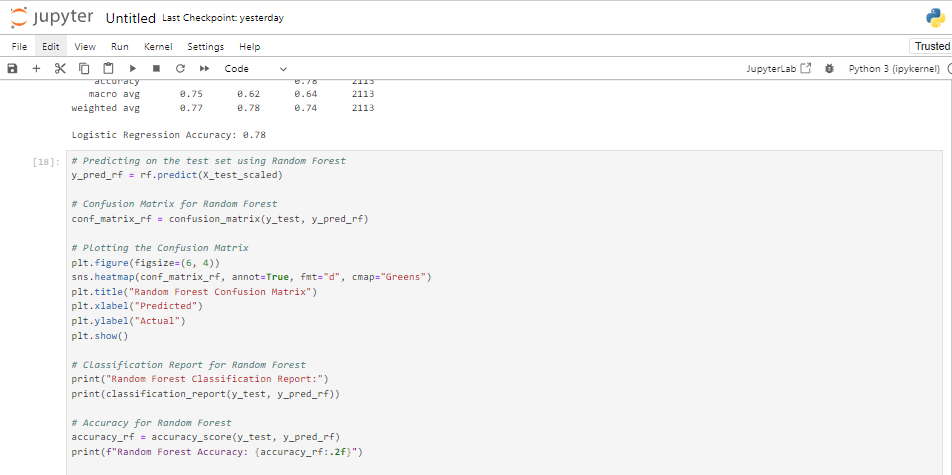 jupyter Untitled Last Checkpoint: yesterday
File Edit View Run Kernel Settings Help Trusted
Code JupyterLab Python 3 (ipykernel)
accuracy 0.78 2113
macro avg 0.75 0.62 0.64 2113
weighted avg 0.77 0.78 0.74 2113
Logistic Regression Accuracy: 0.78
[18]: # Predicting on the test set using Random Forest
y_pred_rf = rf.predict(X_test_scaled)
# Confusion Matrix for Random Forest
conf_matrix_rf = confusion_matrix(y_test, y_pred_rf)
# Plotting the Confusion Matrix
plt.figure(figsize=(6, 4))
sns.heatmap(conf_matrix_rf, annot=True, fmt="d", cmap="Greens")
plt.title("Random Forest Confusion Matrix")
plt.xlabel("Predicted")
plt.ylabel("Actual")
plt.show()
# Classification Report for Random Forest
print("Random Forest Classification Report:")
print(classification_report(y_test, y_pred_rf))
# Accuracy for Random Forest
accuracy_rf = accuracy_score(y_test, y_pred_rf)
print(f"Random Forest Accuracy: {accuracy_rf:.2f}")